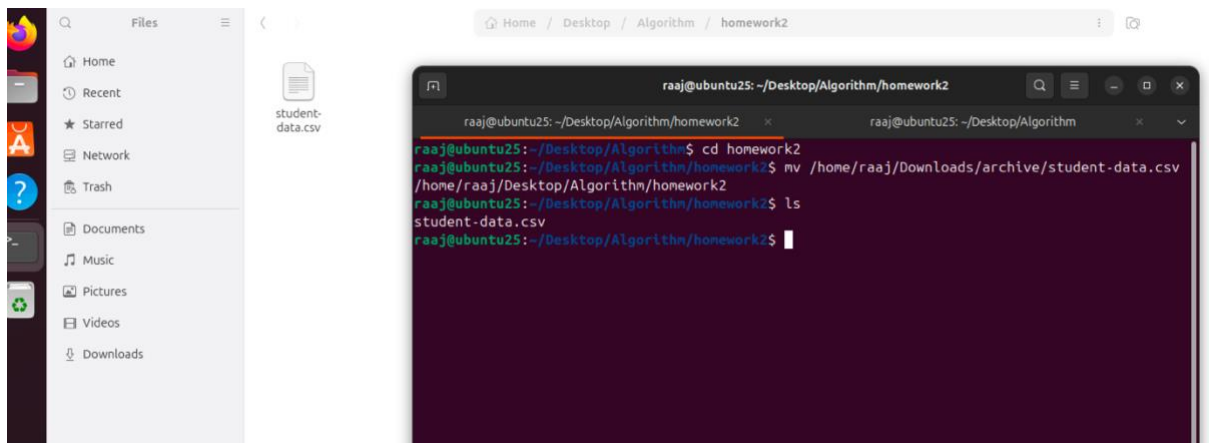 Files
Home / Desktop / Algorithm / homework2
Home
Recent
Starred
Network
Trash
Documents
Music
Pictures
Videos
Downloads
student-
data.csv
raaj@ubuntu25: ~/Desktop/Algorithm/homework2
raaj@ubuntu25: ~/Desktop/Algorithm/homework2 × raaj@ubuntu25: ~/Desktop/Algorithm ×
raaj@ubuntu25:~/Desktop/Algorithm$ cd homework2
raaj@ubuntu25:~/Desktop/Algorithm/homework2$ mv /home/raaj/Downloads/archive/student-data.csv
/home/raaj/Desktop/Algorithm/homework2
raaj@ubuntu25:~/Desktop/Algorithm/homework2$ ls
student-data.csv
raaj@ubuntu25:~/Desktop/Algorithm/homework2$